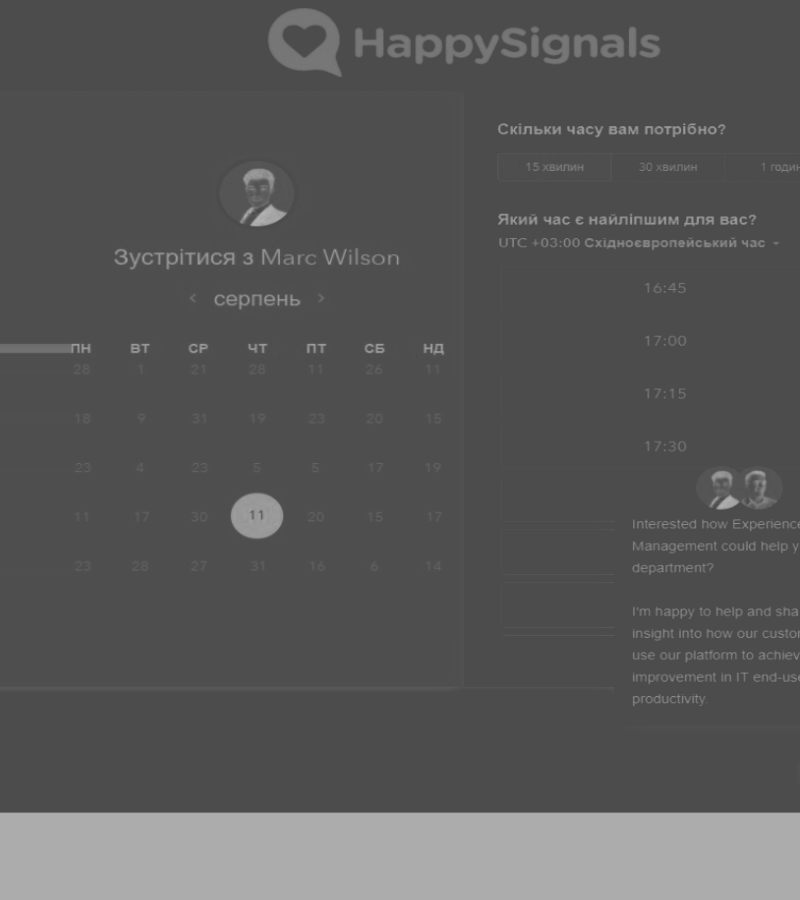 HappySignals
Зустрітися з Marc Wilson
серпень
ПН ВТ СР ЧТ ПТ СБ НД
28 1 21 28 11 26 11
18 9 31 19 23 20 15
23 4 23 5 5 17 19
11 17 30 11 20 15 17
23 28 27 31 16 6 14
Скільки часу вам потрібно?
15 хвилин 30 хвилин 1 годин
Який час є найліпшим для вас?
UTC +03:00 Східноєвропейський час
16:45
17:00
17:15
17:30
Interested how Experience
Management could help y
department?
I'm happy to help and sha
insight into how our custo
use our platform to achiev
improvement in IT end-use
productivity.